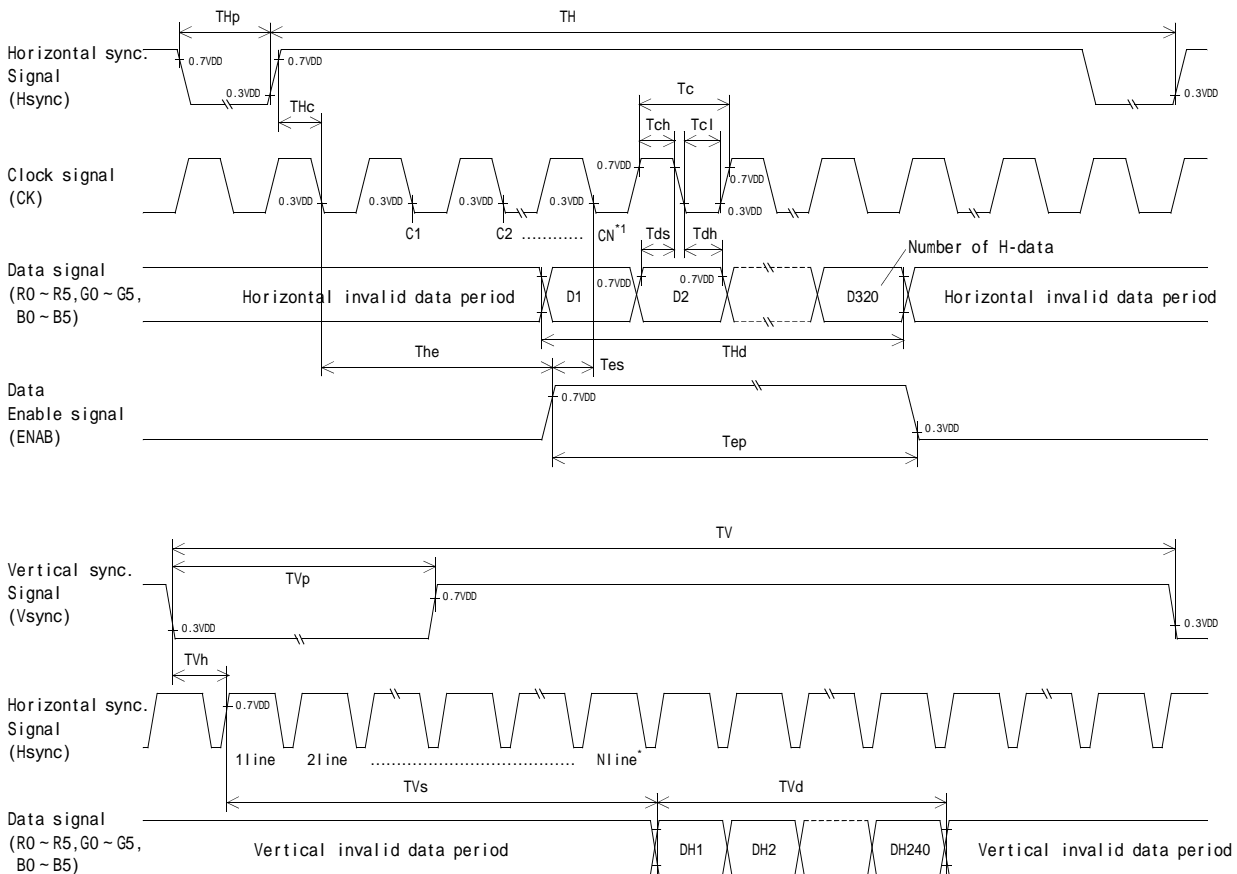 THp TH
Horizontal sync.
Signal
(Hsync)
0.7VDD 0.7VDD
0.3VDD 0.3VDD
THc Tc
Tch Tcl
Clock signal
(CK)
0.7VDD 0.7VDD
0.3VDD 0.3VDD 0.3VDD 0.3VDD 0.3VDD
C1 C2 ............ CN*1
Tds Tdh
Number of H-data
Data signal
(R0~R5,G0~G5,
B0~B5)
0.7VDD 0.7VDD
Horizontal invalid data period D1 D2 D320 Horizontal invalid data period
The Tes THd
Data
Enable signal
(ENAB)
0.7VDD
0.3VDD
Tep
TV
Vertical sync.
Signal
(Vsync)
TVp
0.7VDD
0.3VDD 0.3VDD
TVh
Horizontal sync.
Signal
(Hsync)
0.7VDD
1line 2line ....................................... Nline*
TVs TVd
Data signal
(R0~R5,G0~G5,
B0~B5)
Vertical invalid data period DH1 DH2 DH240 Vertical invalid data period